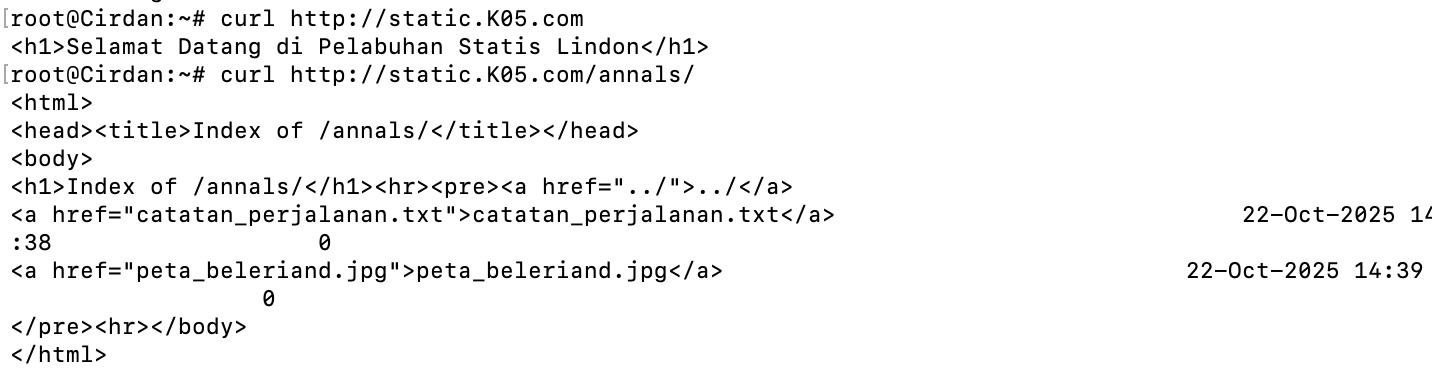 [root@Cirdan:~# curl http://static.K05.com
<h1>Selamat Datang di Pelabuhan Statis Lindon</h1>
[root@Cirdan:~# curl http://static.K05.com/annals/
<html>
<head><title>Index of /annals/</title></head>
<body>
<h1>Index of /annals/</h1><hr><pre><a href="../">../</a>
<a href="catatan_perjalanan.txt">catatan_perjalanan.txt</a> 22-Oct-2025 14
:38 0
<a href="peta_beleriand.jpg">peta_beleriand.jpg</a> 22-Oct-2025 14:39
0
</pre><hr></body>
</html>